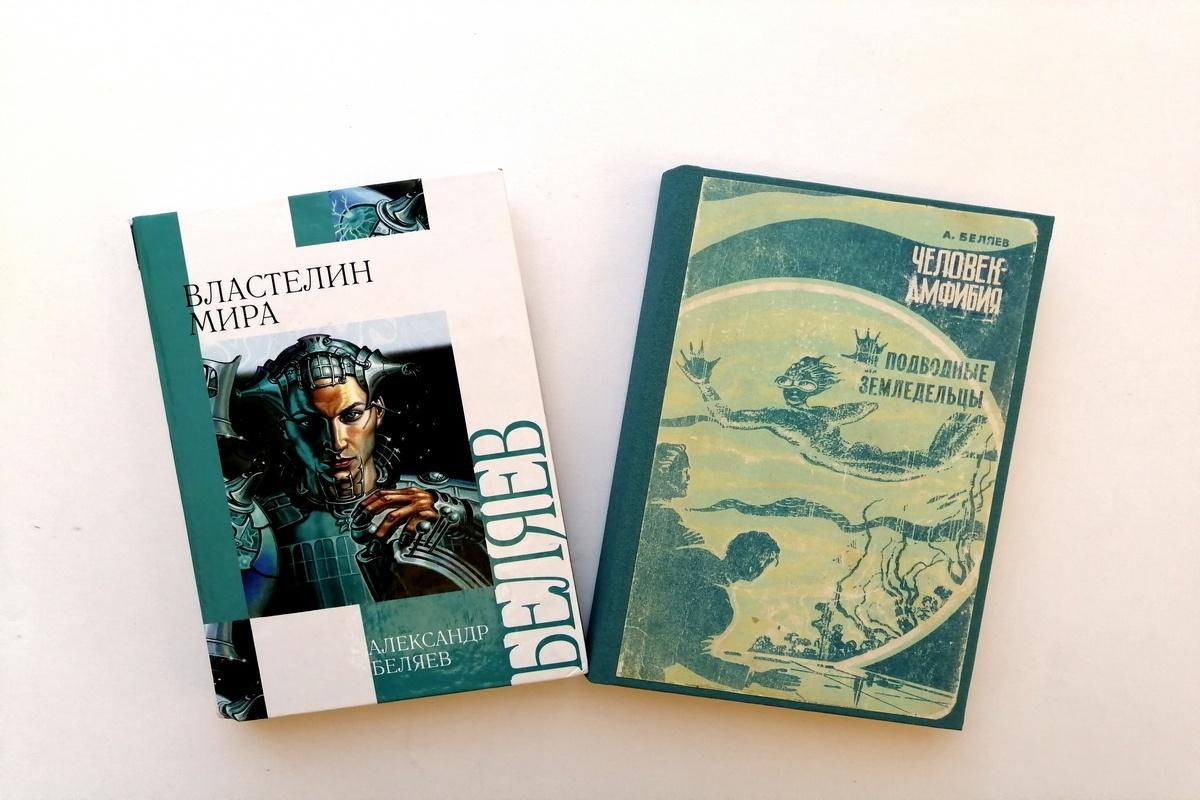 ВЛАСТЕЛИН
МИРА
АЛЕКСАНДР
БЕЛЯЕВ
БЕЛЯЕВ
А. БЕЛЯЕВ
ЧЕЛОВЕК-
АМФИБИЯ
ПОДВОДНЫЕ
ЗЕМЛЕДЕЛЬЦЫ